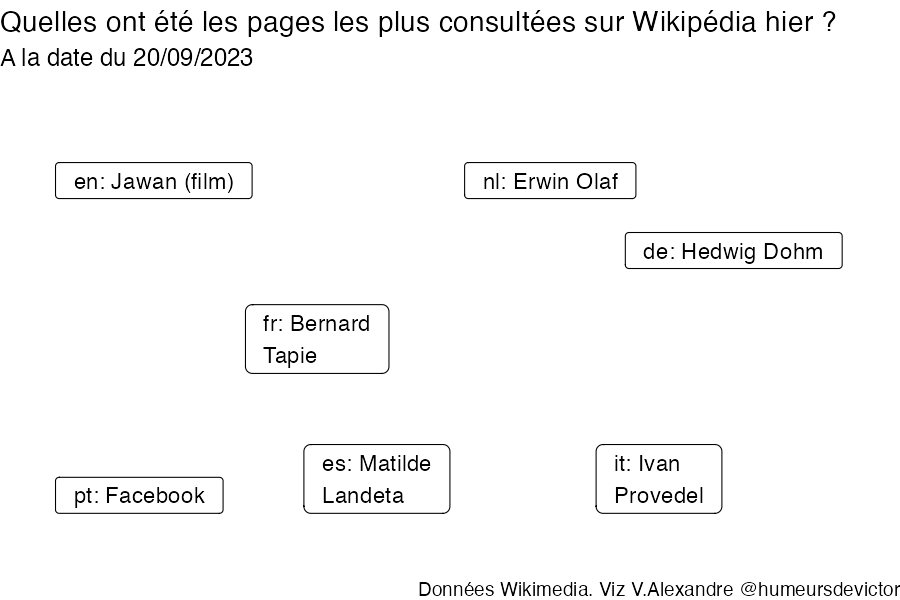 Quelles ont été les pages les plus consultées sur Wikipédia hier ?
A la date du 20/09/2023
en: Jawan (film)
nl: Erwin Olaf
de: Hedwig Dohm
fr: Bernard
Tapie
es: Matilde
Landeta
it: Ivan
Provedel
pt: Facebook
Données Wikimedia. Viz V.Alexandre @humeursdevictor